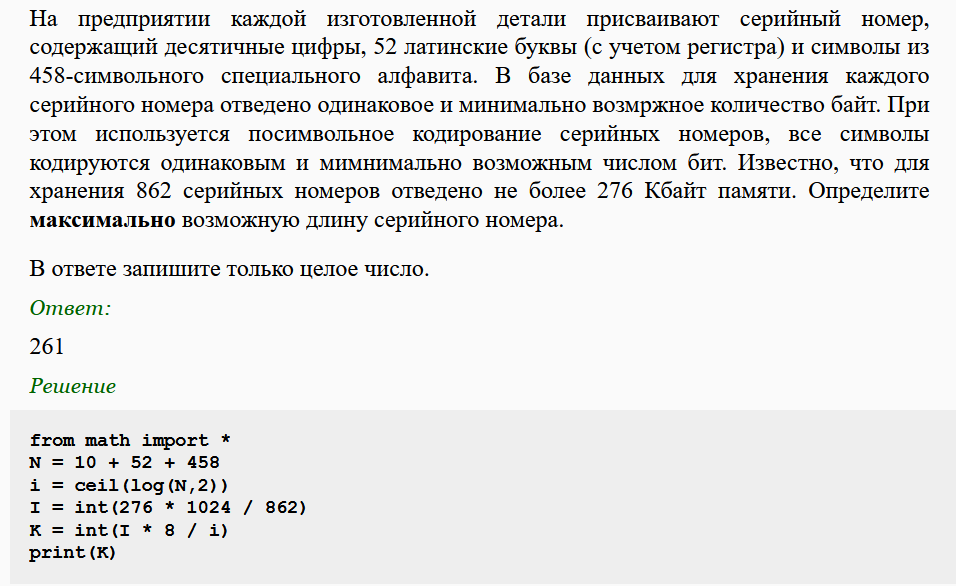 На предприятии каждой изготовленной детали присваивают серийный номер,
содержащий десятичные цифры, 52 латинские буквы (с учетом регистра) и символы из
458-символьного специального алфавита. В базе данных для хранения каждого
серийного номера отведено одинаковое и минимально возмржное количество байт. При
этом используется посимвольное кодирование серийных номеров, все символы
кодируются одинаковым и мимнимально возможным числом бит. Известно, что для
хранения 862 серийных номеров отведено не более 276 Кбайт памяти. Определите
максимально возможную длину серийного номера.
В ответе запишите только целое число.
Ответ:
261
Решение
from math import *
N = 10 + 52 + 458
i = ceil(log(N,2))
I = int(276 * 1024 / 862)
K = int(I * 8 / i)
print(K)